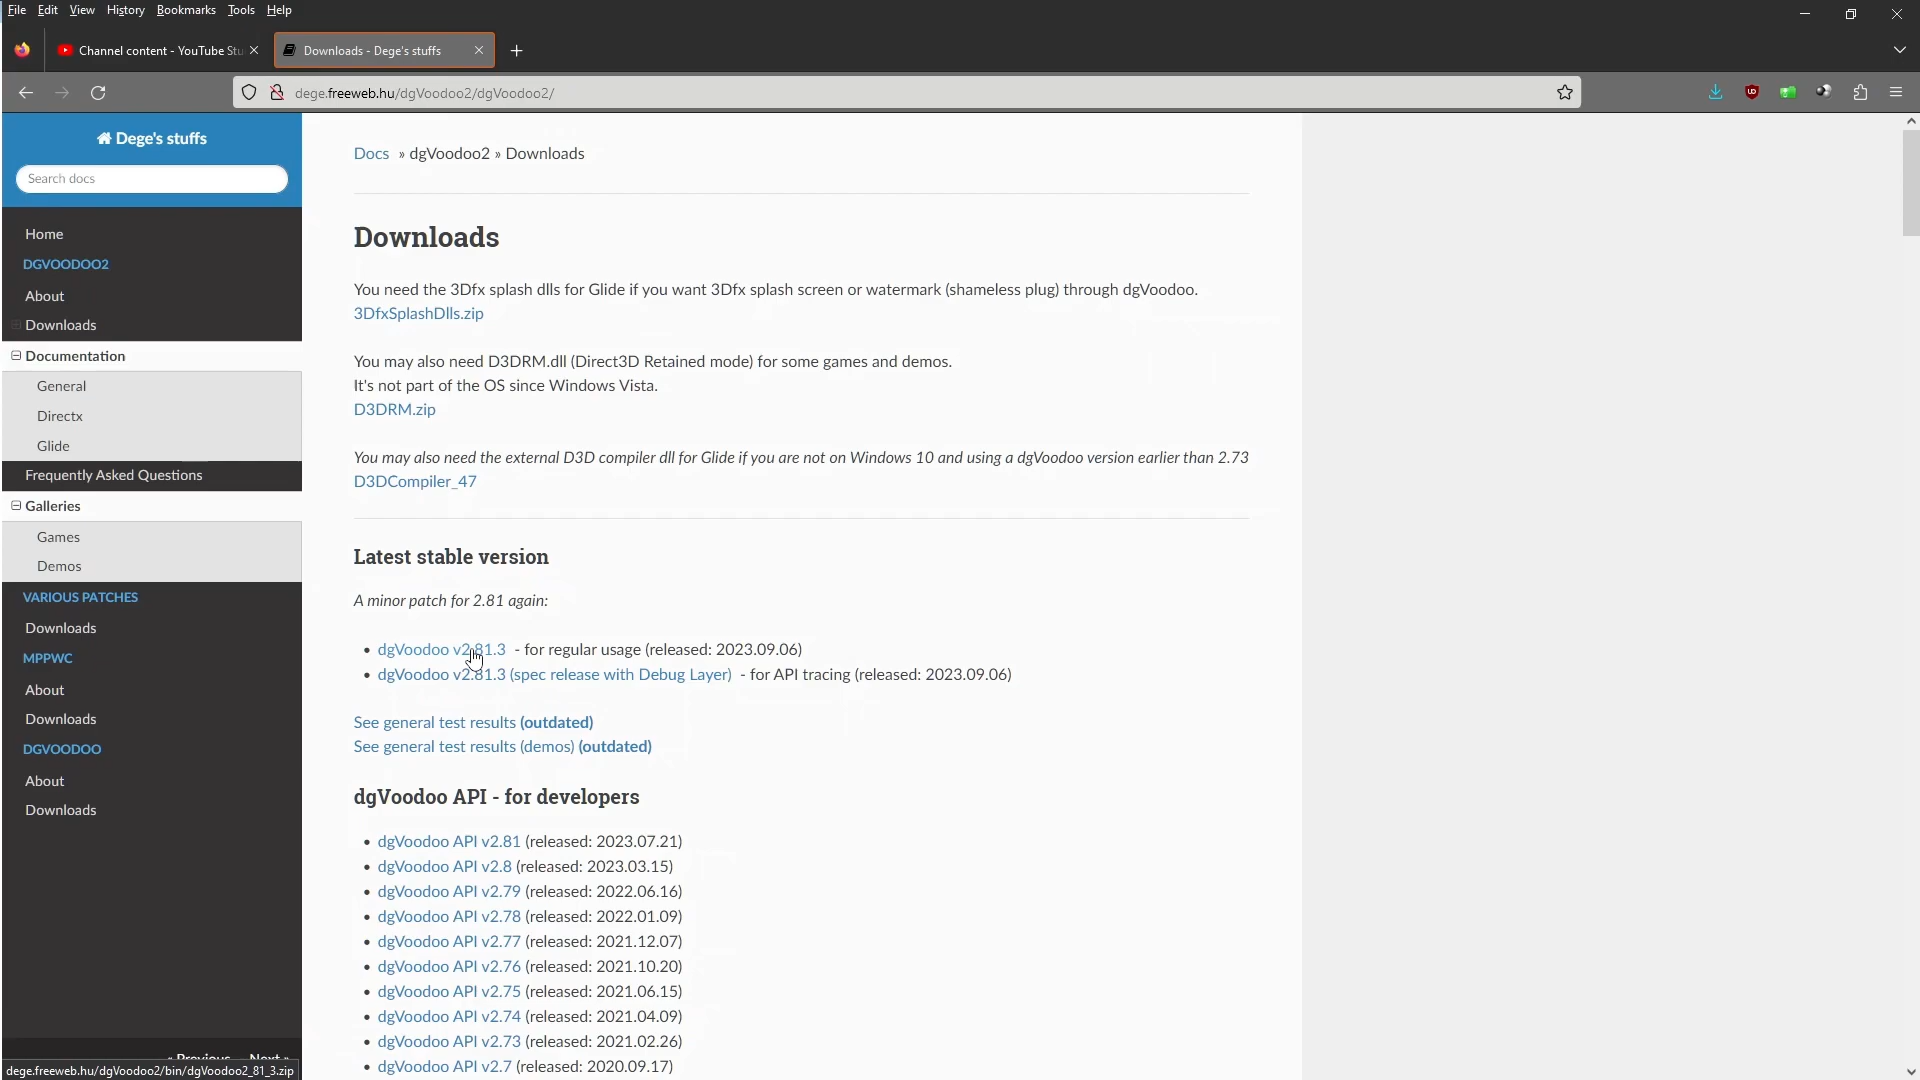 File Edit View History Bookmarks Tools Help
Channel content - YouTube Stu
Downloads - Dege's stuffs
dege.freeweb.hu/dgVoodoo2/dgVoodoo2/
Dege's stuffs
Search docs
Home
DGVOODOO2
About
Downloads
Documentation
General
Directx
Glide
Frequently Asked Questions
Galleries
Games
Demos
VARIOUS PATCHES
Downloads
MPPWC
About
Downloads
DGVOODOO
About
Downloads
« Previous Next »
dege.freeweb.hu/dgVoodoo2/bin/dgVoodoo2_81_3.zip
Docs » dgVoodoo2 » Downloads
Downloads
You need the 3Dfx splash dlls for Glide if you want 3Dfx splash screen or watermark (shameless plug) through dgVoodoo.
3DfxSplashDlls.zip
You may also need D3DRM.dll (Direct3D Retained mode) for some games and demos.
It's not part of the OS since Windows Vista.
D3DRM.zip
You may also need the external D3D compiler dll for Glide if you are not on Windows 10 and using a dgVoodoo version earlier than 2.73
D3DCompiler_47
Latest stable version
A minor patch for 2.81 again:
• dgVoodoo v2.81.3 - for regular usage (released: 2023.09.06)
• dgVoodoo v2.81.3 (spec release with Debug Layer) - for API tracing (released: 2023.09.06)
See general test results (outdated)
See general test results (demos) (outdated)
dgVoodoo API - for developers
• dgVoodoo API v2.81 (released: 2023.07.21)
• dgVoodoo API v2.8 (released: 2023.03.15)
• dgVoodoo API v2.79 (released: 2022.06.16)
• dgVoodoo API v2.78 (released: 2022.01.09)
• dgVoodoo API v2.77 (released: 2021.12.07)
• dgVoodoo API v2.76 (released: 2021.10.20)
• dgVoodoo API v2.75 (released: 2021.06.15)
• dgVoodoo API v2.74 (released: 2021.04.09)
• dgVoodoo API v2.73 (released: 2021.02.26)
• dgVoodoo API v2.7 (released: 2020.09.17)